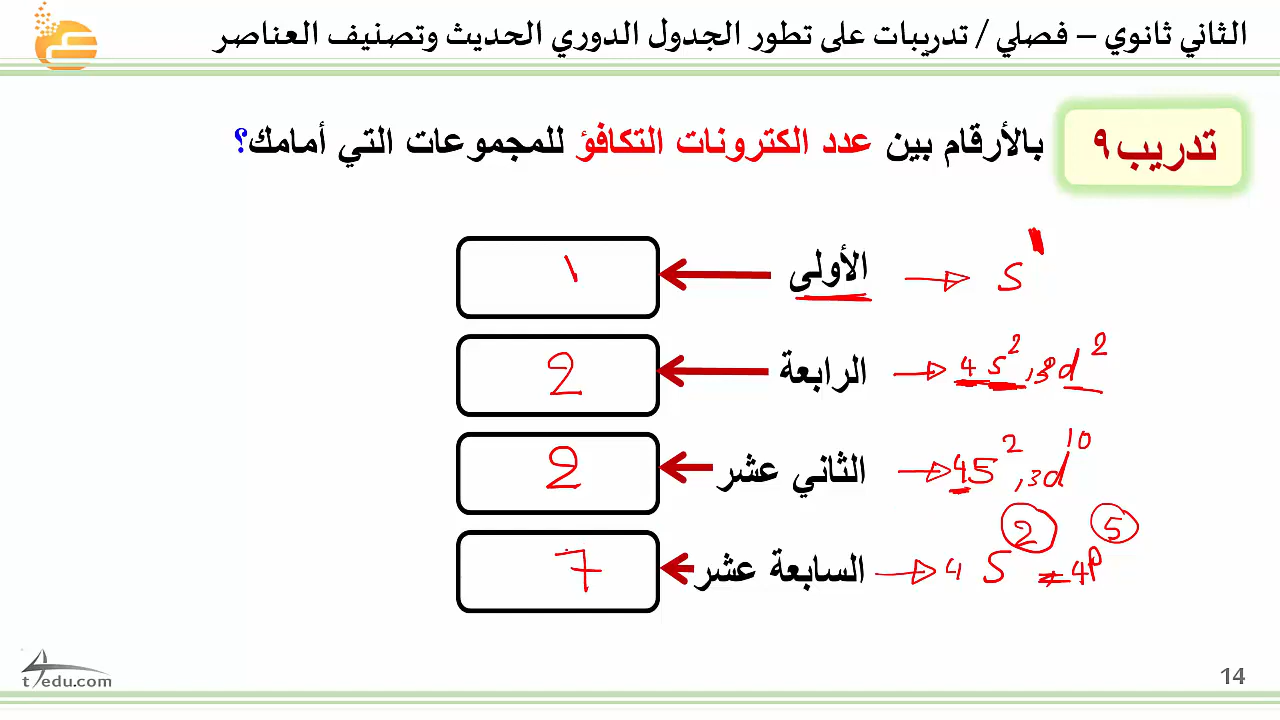 الثاني ثانوي – فصلي / تدريبات على تطور الجدول الدوري الحديث وتصنيف العناصر
تدريب ٩
بالأرقام بين عدد الكترونات التكافؤ للمجموعات التي أمامك؟
الأولى S¹ ١
الرابعة 4S², 3d² 2
الثاني عشر 4S², 3d¹⁰ 2
السابعة عشر 4S² 4P⁵ 7
t4edu.com
14